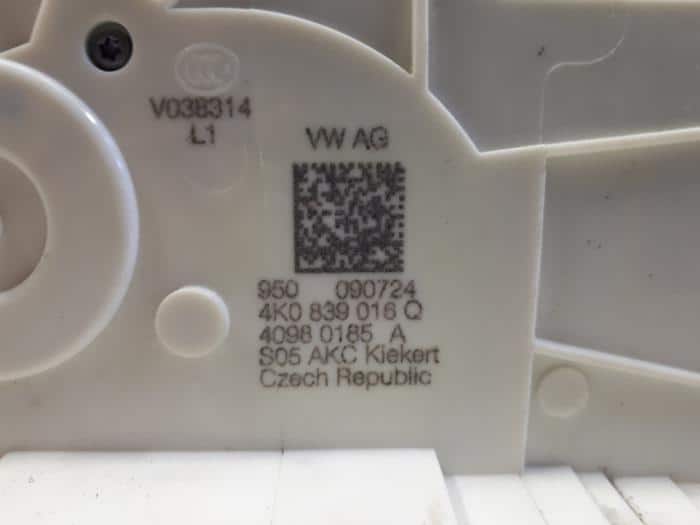 V038314
L1
VW AG
950 090724
4K0 839 016 Q
4098 0185 A
S05 AKC Kiekert
Czech Republic